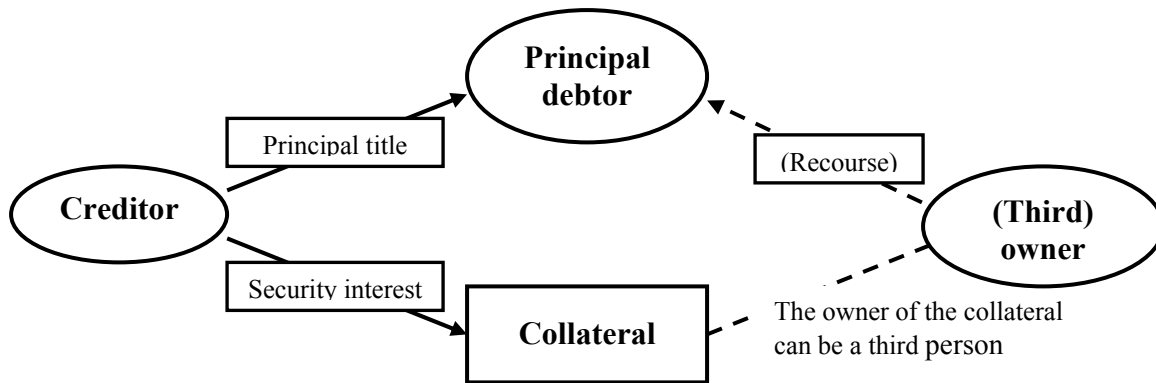 Principal
debtor
Principal title
(Recourse)
Creditor
(Third)
owner
Security interest
Collateral
The owner of the collateral
can be a third person